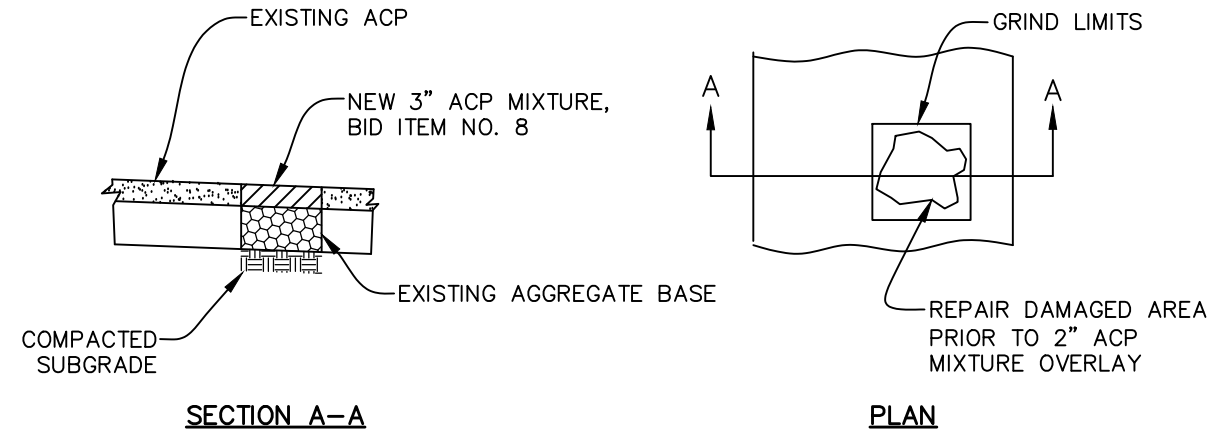 EXISTING ACP
NEW 3” ACP MIXTURE,
BID ITEM NO. 8
EXISTING AGGREGATE BASE
COMPACTED
SUBGRADE
SECTION A–A
GRIND LIMITS
A
A
REPAIR DAMAGED AREA
PRIOR TO 2” ACP
MIXTURE OVERLAY
PLAN